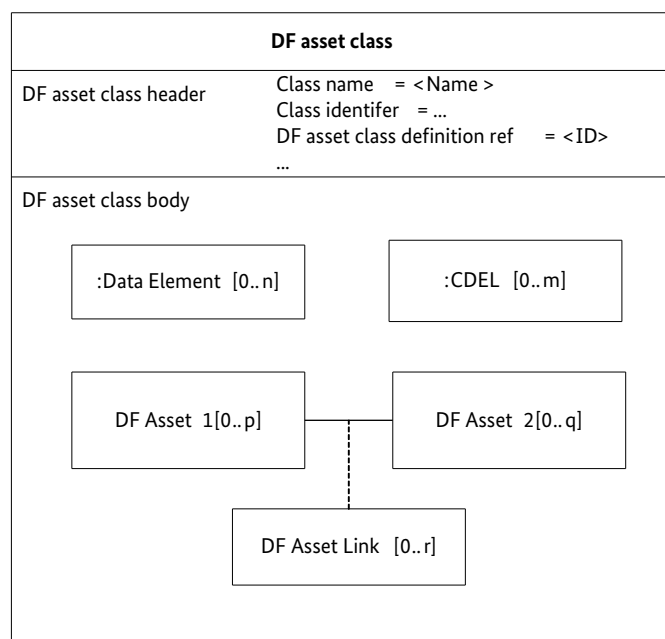 DF asset class
DF asset class header
Class name = <Name >
Class identifer = ...
DF asset class definition ref = <ID>
...
DF asset class body
:Data Element [0..n]
:CDEL [0..m]
DF Asset 1[0..p]
DF Asset 2[0..q]
DF Asset Link [0..r]